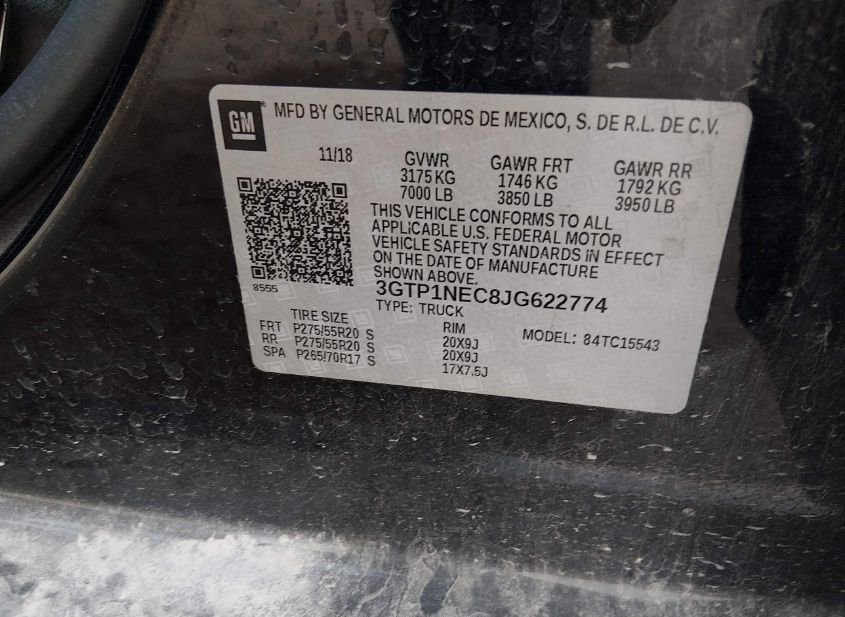 GM ® MFD BY GENERAL MOTORS DE MEXICO, S. DE R.L. DE C.V.
11/18 GVWR GAWR FRT GAWR RR
3175 KG 1746 KG 1792 KG
7000 LB 3850 LB 3950 LB
THIS VEHICLE CONFORMS TO ALL
APPLICABLE U.S. FEDERAL MOTOR
VEHICLE SAFETY STANDARDS IN EFFECT
ON THE DATE OF MANUFACTURE
SHOWN ABOVE.
8555
3GTP1NEC8JG622774
TYPE: TRUCK
MODEL: 84TC15543
TIRE SIZE RIM
FRT P275/55R20 S 20X9J
RR P275/55R20 S 20X9J
SPA P265/70R17 S 17X7.5J